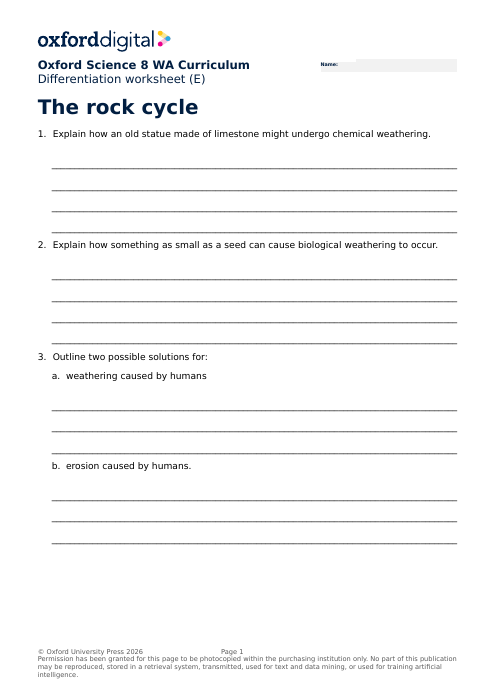 oxforddigital
Oxford Science 8 WA Curriculum
Name:
Differentiation worksheet (E)
The rock cycle
1. Explain how an old statue made of limestone might undergo chemical weathering.
2. Explain how something as small as a seed can cause biological weathering to occur.
3. Outline two possible solutions for:
a. weathering caused by humans
b. erosion caused by humans.
© Oxford University Press 2026 Page 1
Permission has been granted for this page to be photocopied within the purchasing institution only. No part of this publication
may be reproduced, stored in a retrieval system, transmitted, used for text and data mining, or used for training artificial
intelligence.